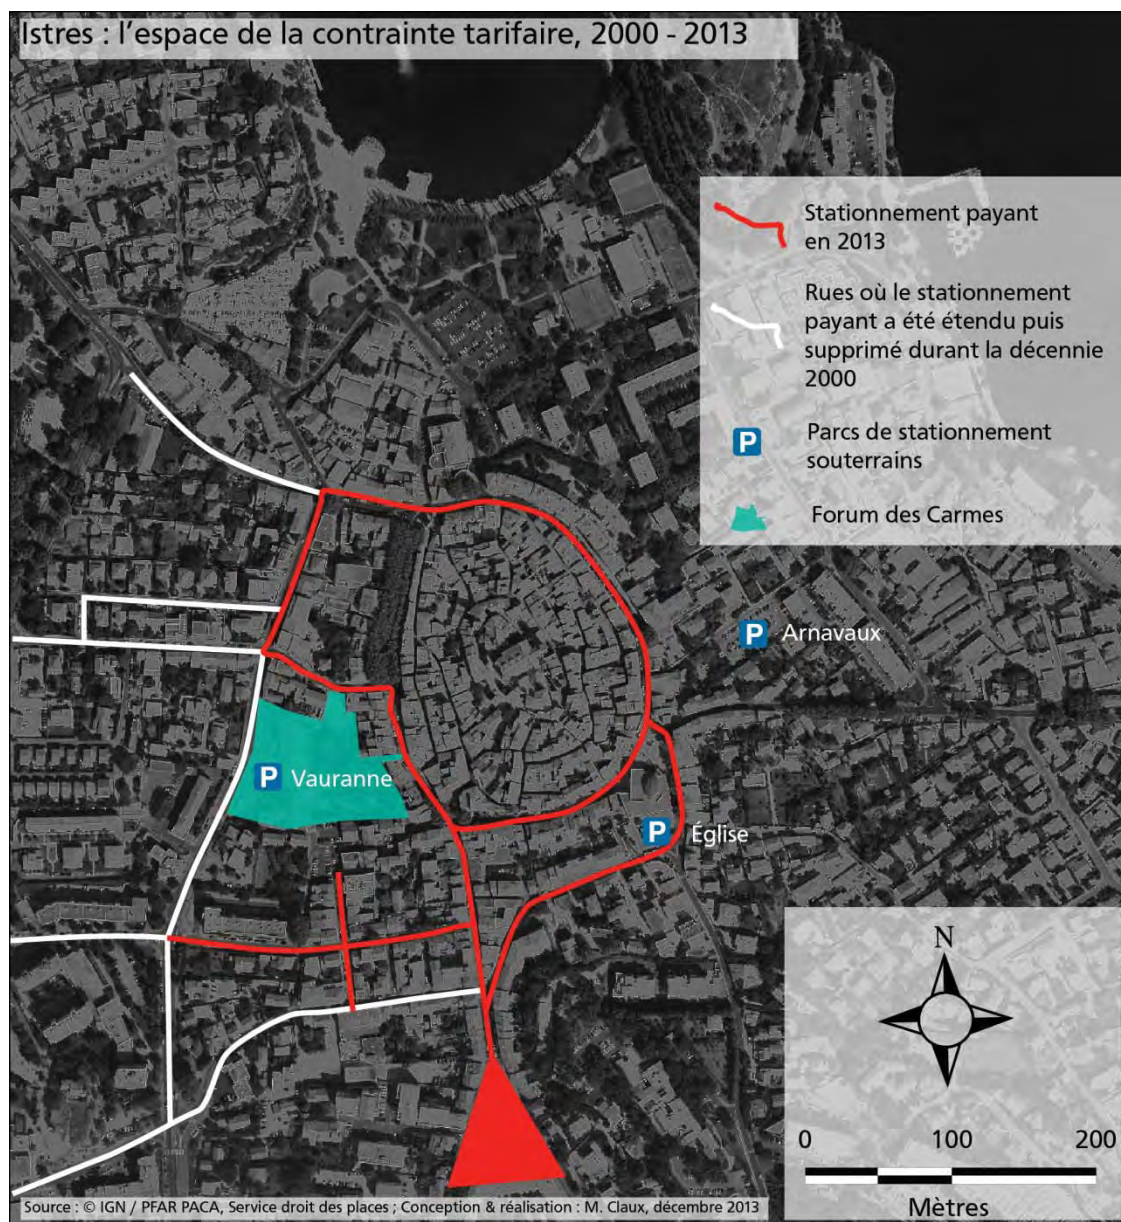 Istres : l'espace de la contrainte tarifaire, 2000 - 2013
Stationnement payant
en 2013
Rues où le stationnement
payant a été étendu puis
supprimé durant la décennie
2000
P
Parcs de stationnement
souterrains
Forum des Carmes
P Arnavaux
P Vauranne
P Église
N
0 100 200
Mètres
Source : © IGN / PFAR PACA, Service droit des places ; Conception & réalisation : M. Claux, décembre 2013